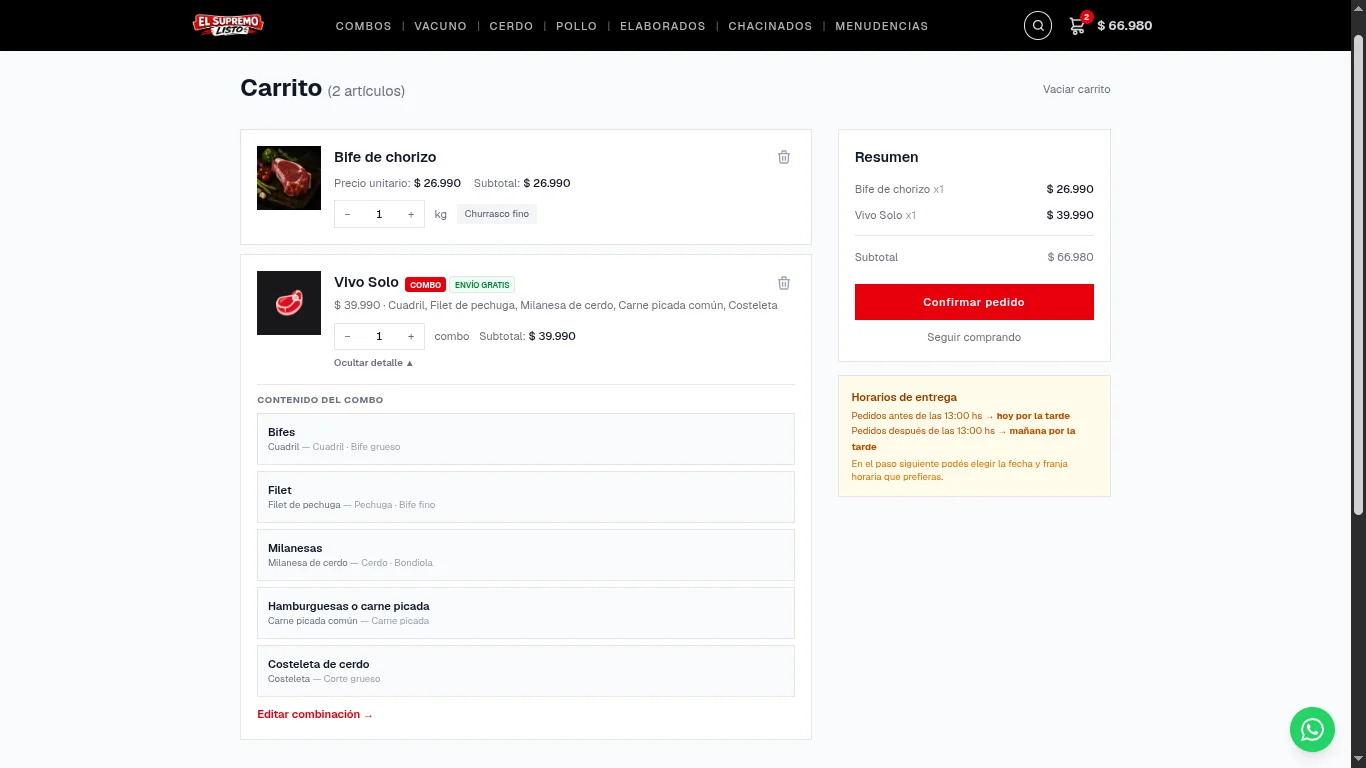 EL SUPREMO
LISTO
COMBOS | VACUNO | CERDO | POLLO | ELABORADOS | CHACINADOS | MENUDENCIAS
2
$ 66.980
Carrito (2 artículos)
Vaciar carrito
Bife de chorizo
Precio unitario: $ 26.990 Subtotal: $ 26.990
− 1 + kg Churrasco fino
Vivo Solo COMBO ENVÍO GRATIS
$ 39.990 · Cuadril, Filet de pechuga, Milanesa de cerdo, Carne picada común, Costeleta
− 1 + combo Subtotal: $ 39.990
Ocultar detalle ▲
CONTENIDO DEL COMBO
Bifes
Cuadril — Cuadril · Bife grueso
Filet
Filet de pechuga — Pechuga · Bife fino
Milanesas
Milanesa de cerdo — Cerdo · Bondiola
Hamburguesas o carne picada
Carne picada común — Carne picada
Costeleta de cerdo
Costeleta — Corte grueso
Editar combinación →
Resumen
Bife de chorizo x1 $ 26.990
Vivo Solo x1 $ 39.990
Subtotal $ 66.980
Confirmar pedido
Seguir comprando
Horarios de entrega
Pedidos antes de las 13:00 hs → hoy por la tarde
Pedidos después de las 13:00 hs → mañana por la
tarde
En el paso siguiente podés elegir la fecha y franja
horaria que prefieras.